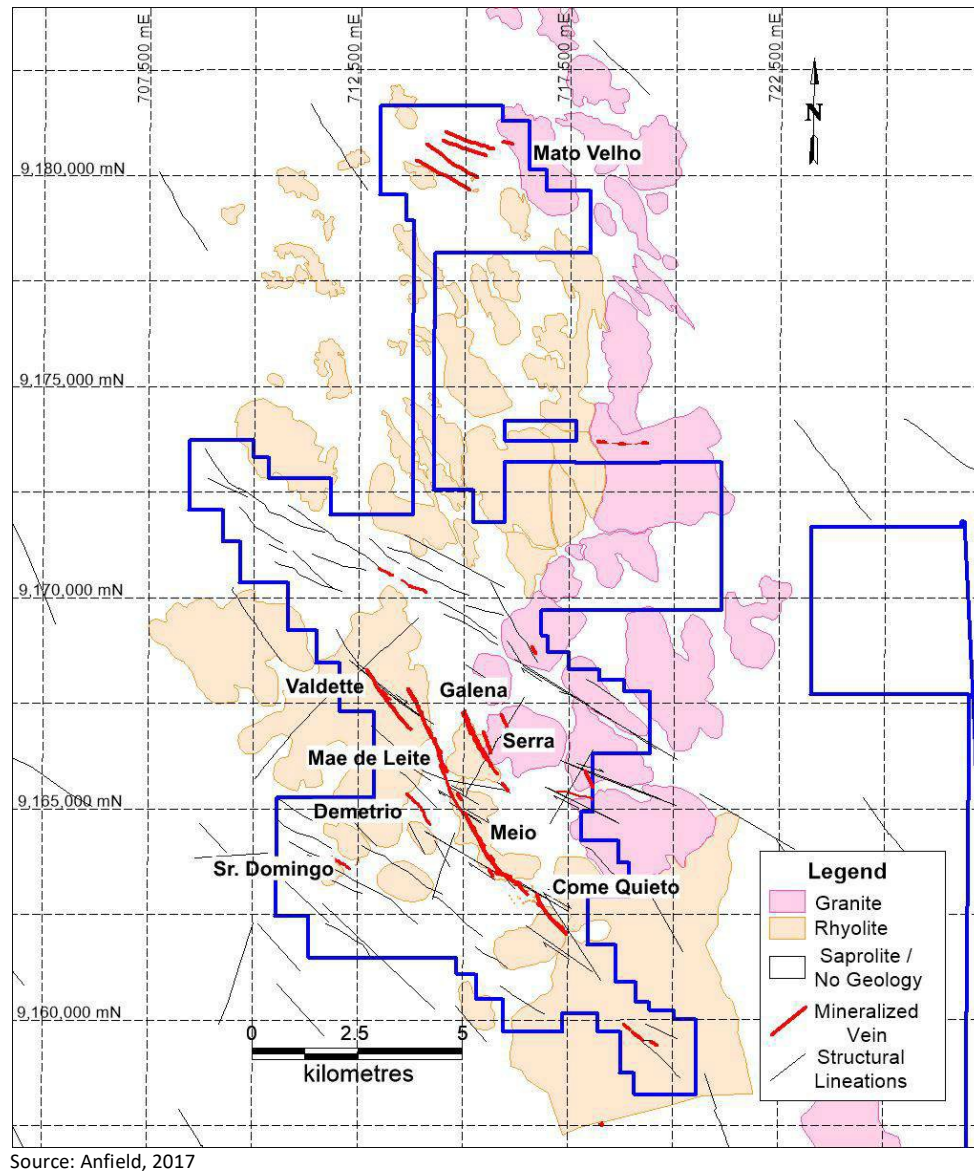 707,500 mE
712,500 mE
717,500 mE
722,500 mE
N
Mato Velho
9,180,000 mN
9,175,000 mN
9,170,000 mN
Valdette
Galena
Serra
Mae de Leite
9,165,000 mN
Demetrio
Meio
Sr. Domingo
Come Quieto
9,160,000 mN
0 2.5 5
kilometres
Legend
Granite
Rhyolite
Saprolite /
No Geology
Mineralized
Vein
Structural
Lineations
Source: Anfield, 2017